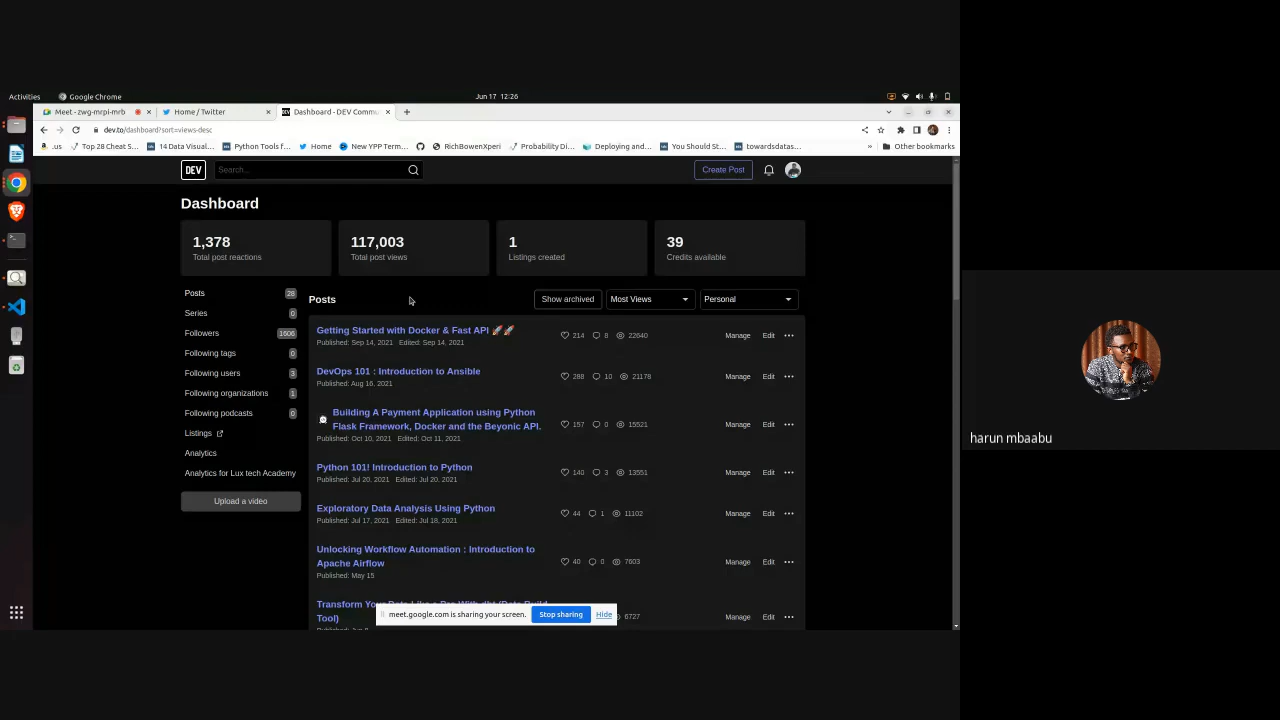 Activities
Google Chrome
Jun 17 12:26
Meet - zwg-mrpi-mrb
Home / Twitter
DEV Dashboard - DEV Commu
dev.to/dashboard?sort=views-desc
.us
Top 28 Cheat S...
14 Data Visual...
Python Tools f...
Home
New YPP Term...
RichBowenXperi
Probability Di...
Deploying and...
You Should St...
towardsdatas...
»
Other bookmarks
DEV
Search...
Create Post
Dashboard
1,378
Total post reactions
117,003
Total post views
1
Listings created
39
Credits available
Posts 28
Series 0
Followers 1606
Following tags 0
Following users 3
Following organizations 1
Following podcasts 0
Listings
Analytics
Analytics for Lux tech Academy
Upload a video
Posts
Show archived
Most Views
Personal
Getting Started with Docker & Fast API 🚀🚀
Published: Sep 14, 2021 Edited: Sep 14, 2021
214 8 22640
Manage Edit
DevOps 101 : Introduction to Ansible
Published: Aug 16, 2021
288 10 21178
Manage Edit
Building A Payment Application using Python
Flask Framework, Docker and the Beyonic API.
Published: Oct 10, 2021 Edited: Oct 11, 2021
157 0 15521
Manage Edit
Python 101! Introduction to Python
Published: Jul 20, 2021 Edited: Jul 20, 2021
140 3 13551
Manage Edit
Exploratory Data Analysis Using Python
Published: Jul 17, 2021 Edited: Jul 18, 2021
44 1 11102
Manage Edit
Unlocking Workflow Automation : Introduction to
Apache Airflow
Published: May 15
40 0 7603
Manage Edit
Transform
Tool)
6727
Manage Edit
meet.google.com is sharing your screen.
Stop sharing
Hide
harun mbaabu